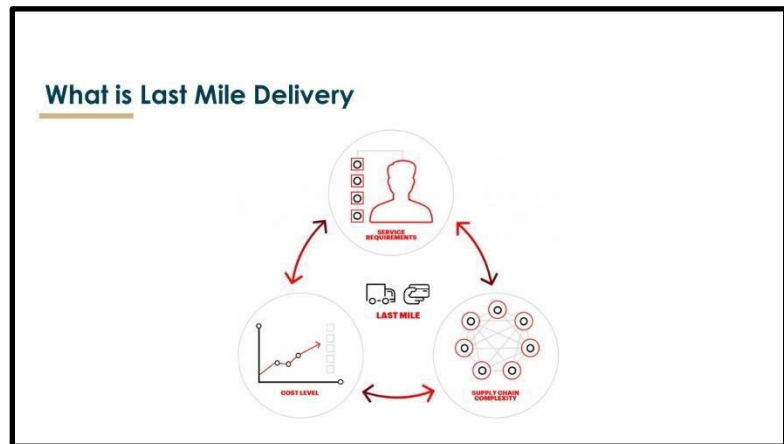 What is Last Mile Delivery
SERVICE
REQUIREMENTS
LAST MILE
COST LEVEL
SUPPLY CHAIN
COMPLEXITY